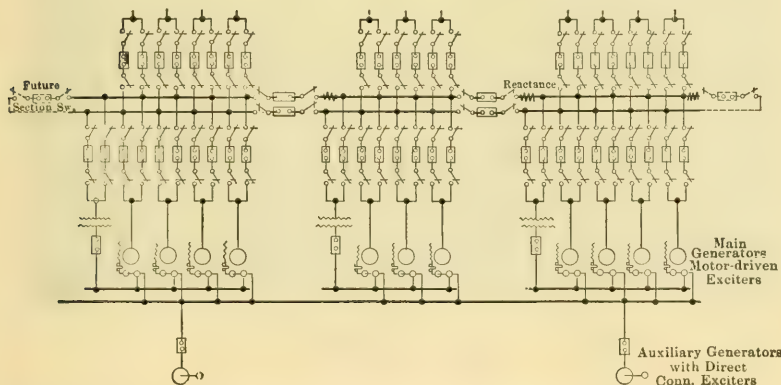 Future
Section Sw.
Reactance
Main
Generators
Motor-driven
Exciters
Auxiliary Generators
with Direct
Conn. Exciters